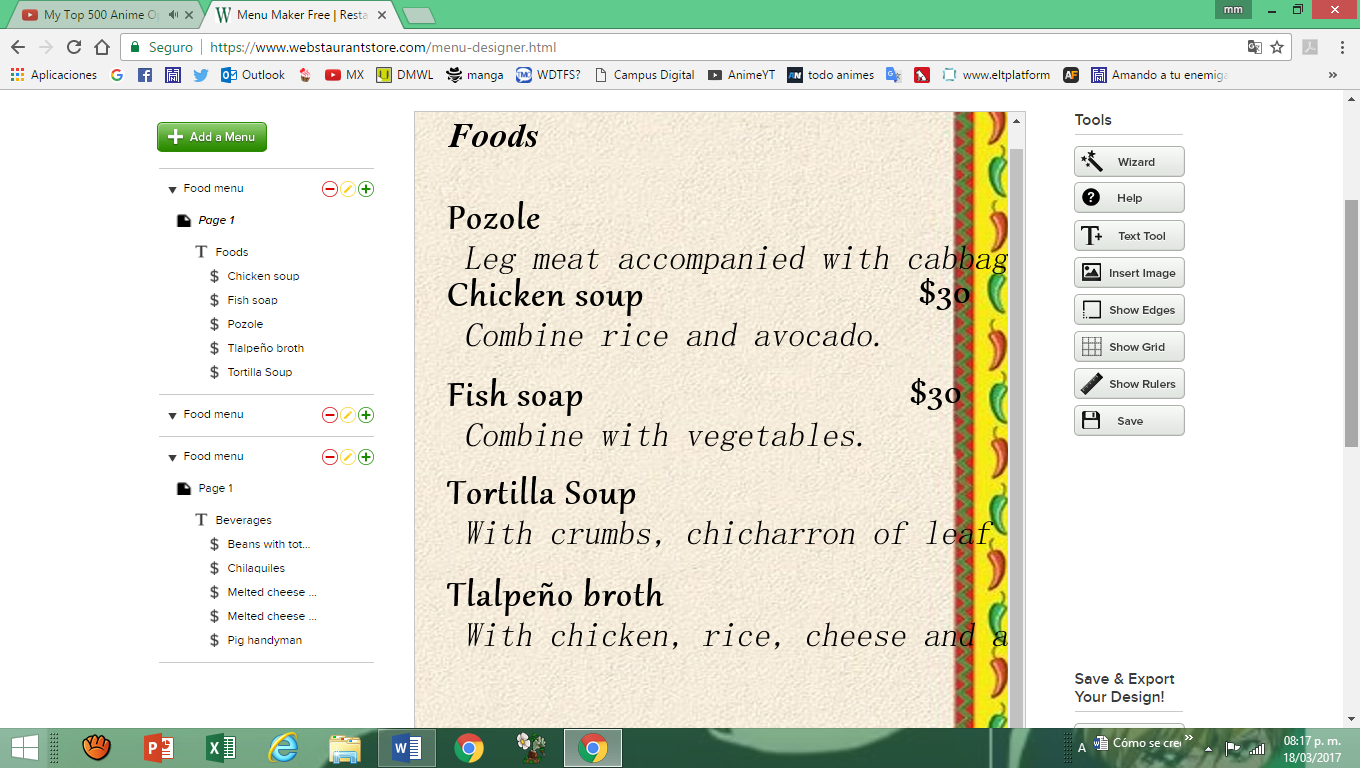 My Top 500 Anime Op
Menu Maker Free | Resta
mm
Seguro
https://www.webstaurantstore.com/menu-designer.html
Aplicaciones
Outlook
MX
DMWL
manga
WDTFS?
Campus Digital
AnimeYT
todo animes
www.eltplatform
Amando a tu enemiga
»
Add a Menu
Food menu
Page 1
Foods
Chicken soup
Fish soap
Pozole
Tlalpeño broth
Tortilla Soup
Food menu
Food menu
Page 1
Beverages
Beans with tot...
Chilaquiles
Melted cheese ...
Melted cheese ...
Pig handyman
Foods
Pozole
Leg meat accompanied with cabbag
Chicken soup $30
Combine rice and avocado.
Fish soap $30
Combine with vegetables.
Tortilla Soup
With crumbs, chicharron of leaf
Tlalpeño broth
With chicken, rice, cheese and a
Tools
Wizard
Help
Text Tool
Insert Image
Show Edges
Show Grid
Show Rulers
Save
Save & Export
Your Design!
A
Cómo se cre
»
08:17 p. m.
18/03/2017